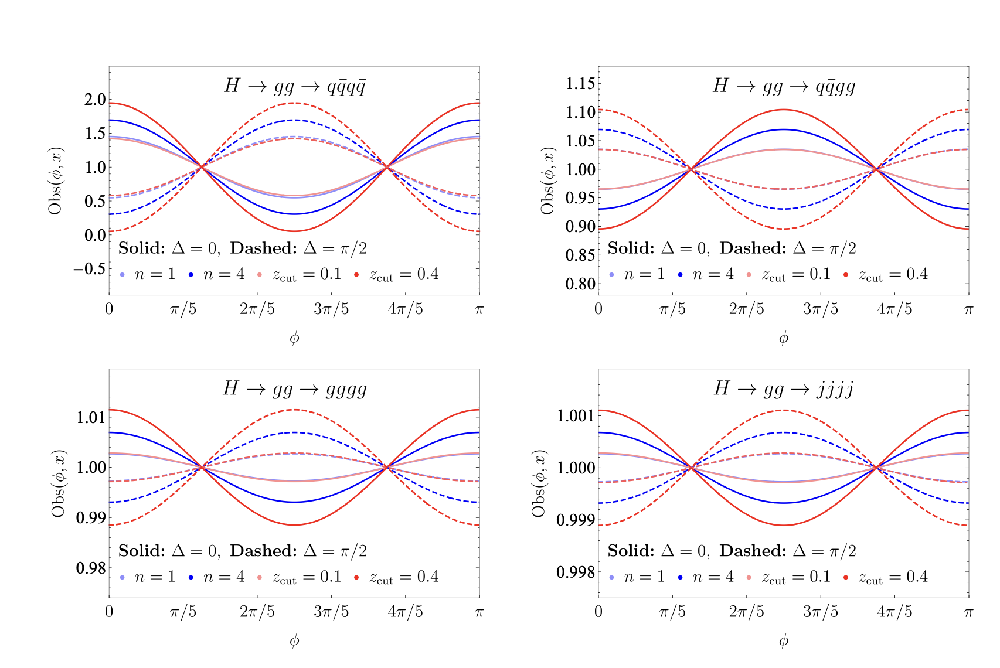 H → gg → qq̄qq̄
2.0
1.5
1.0
0.5
0.0
−0.5
Obs(ϕ, x)
Solid: Δ = 0, Dashed: Δ = π/2
n = 1 n = 4 z_cut = 0.1 z_cut = 0.4
0 π/5 2π/5 3π/5 4π/5 π
ϕ
H → gg → qq̄gg
1.15
1.10
1.05
1.00
0.95
0.90
0.85
0.80
Obs(ϕ, x)
Solid: Δ = 0, Dashed: Δ = π/2
n = 1 n = 4 z_cut = 0.1 z_cut = 0.4
0 π/5 2π/5 3π/5 4π/5 π
ϕ
H → gg → gggg
1.01
1.00
0.99
0.98
Obs(ϕ, x)
Solid: Δ = 0, Dashed: Δ = π/2
n = 1 n = 4 z_cut = 0.1 z_cut = 0.4
0 π/5 2π/5 3π/5 4π/5 π
ϕ
H → gg → jjjj
1.001
1.000
0.999
0.998
Obs(ϕ, x)
Solid: Δ = 0, Dashed: Δ = π/2
n = 1 n = 4 z_cut = 0.1 z_cut = 0.4
0 π/5 2π/5 3π/5 4π/5 π
ϕ